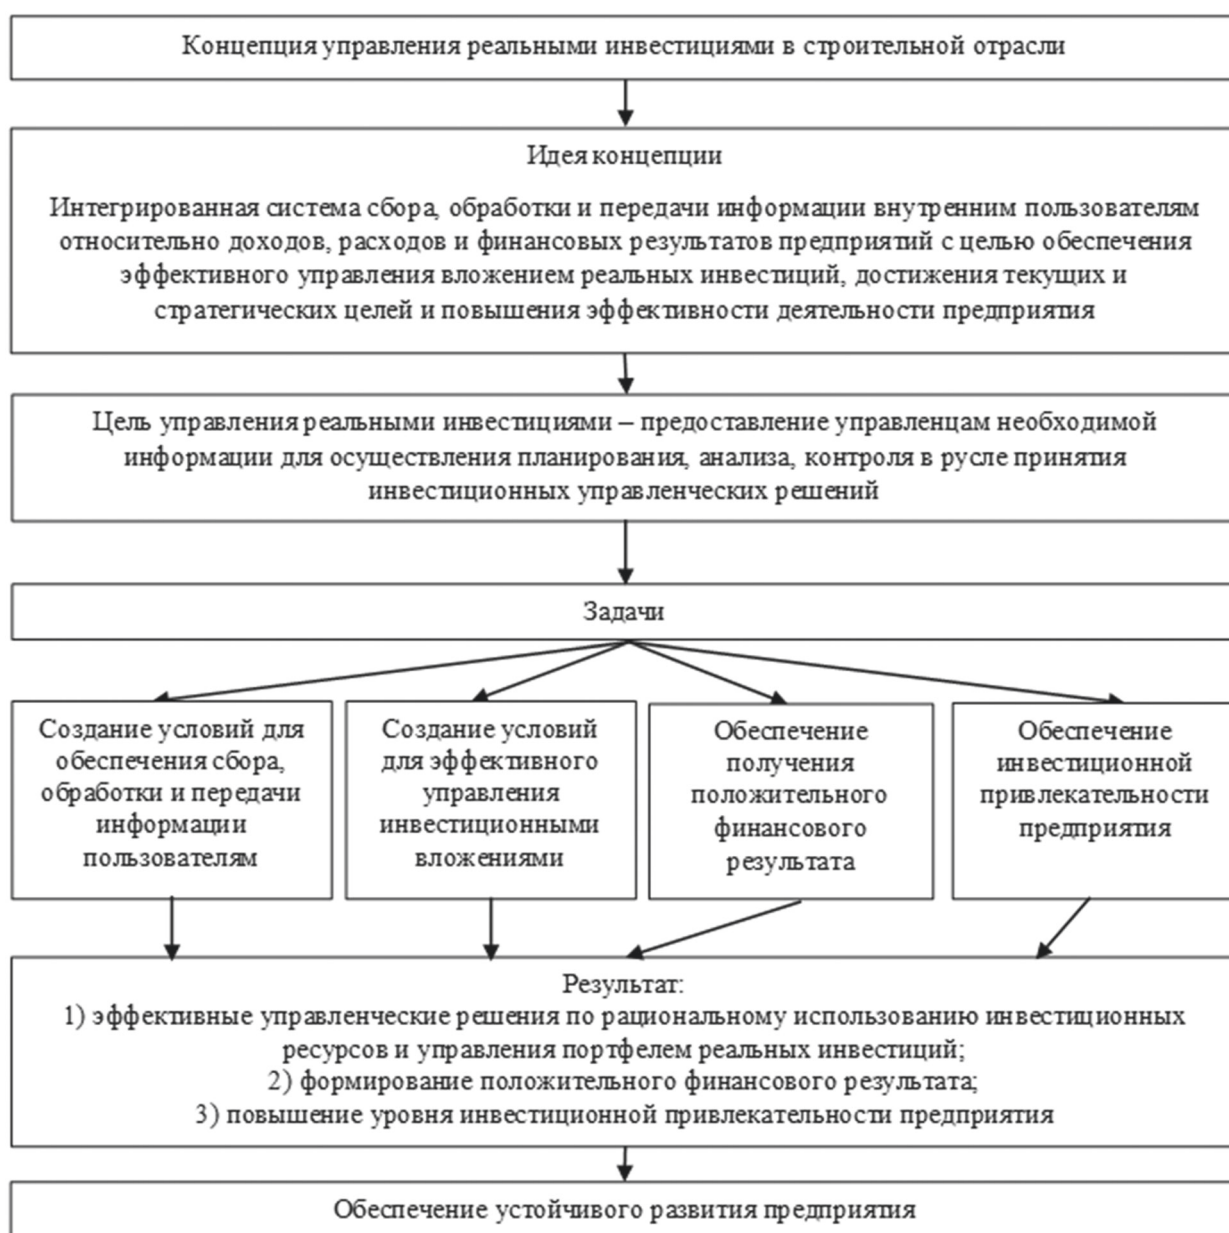 Концепция управления реальными инвестициями в строительной отрасли
Идея концепции
Интегрированная система сбора, обработки и передачи информации внутренним пользователям
относительно доходов, расходов и финансовых результатов предприятий с целью обеспечения
эффективного управления вложением реальных инвестиций, достижения текущих и
стратегических целей и повышения эффективности деятельности предприятия
Цель управления реальными инвестициями – предоставление управленцам необходимой
информации для осуществления планирования, анализа, контроля в русле принятия
инвестиционных управленческих решений
Задачи
Создание условий для
обеспечения сбора,
обработки и передачи
информации
пользователям
Создание условий
для эффективного
управления
инвестиционными
вложениями
Обеспечение
получения
положительного
финансового
результата
Обеспечение
инвестиционной
привлекательности
предприятия
Результат:
1) эффективные управленческие решения по рациональному использованию инвестиционных
ресурсов и управления портфелем реальных инвестиций;
2) формирование положительного финансового результата;
3) повышение уровня инвестиционной привлекательности предприятия
Обеспечение устойчивого развития предприятия